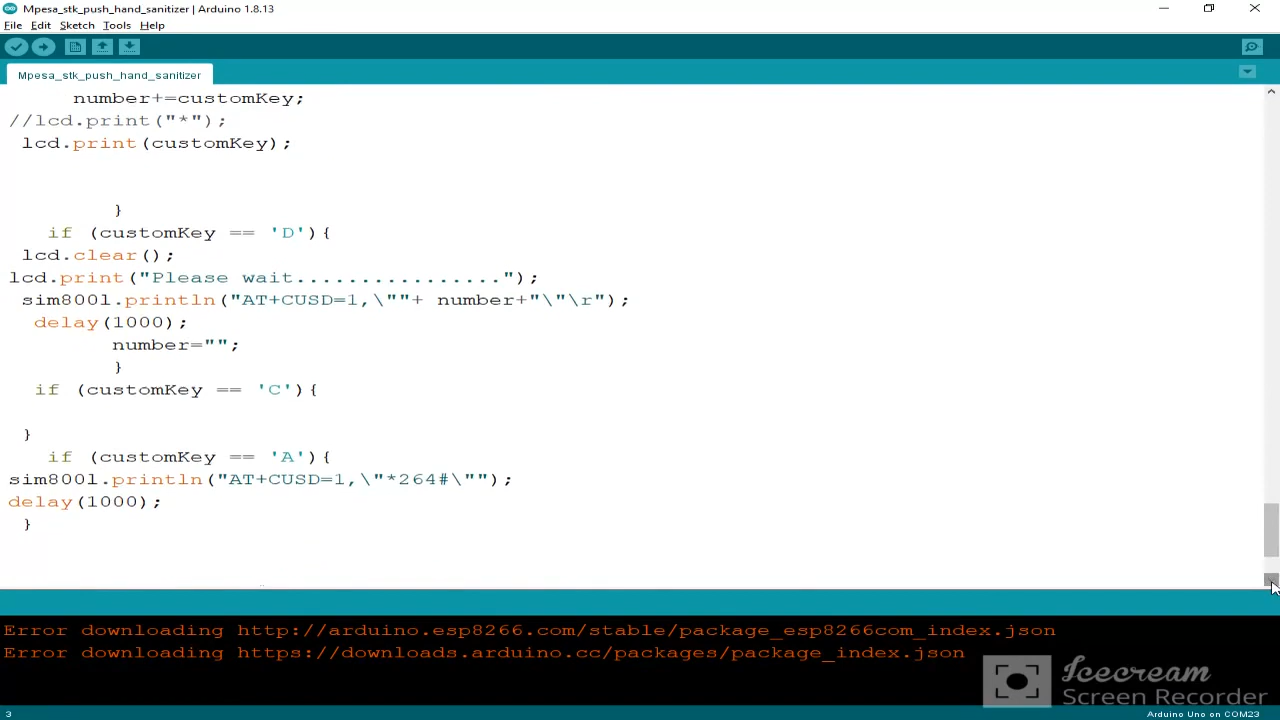 Mpesa_stk_push_hand_sanitizer | Arduino 1.8.13
File Edit Sketch Tools Help
Mpesa_stk_push_hand_sanitizer
number+=customKey;
//lcd.print("*");
lcd.print(customKey);
}
if (customKey == 'D'){
lcd.clear();
lcd.print("Please wait................");
sim800l.println("AT+CUSD=1,\""+ number+"\"\r");
delay(1000);
number="";
}
if (customKey == 'C'){
}
if (customKey == 'A'){
sim800l.println("AT+CUSD=1,\"*264#\"");
delay(1000);
}
Error downloading http://arduino.esp8266.com/stable/package_esp8266com_index.json
Error downloading https://downloads.arduino.cc/packages/package_index.json
Icecream
Screen Recorder
3 Arduino Uno on COM23